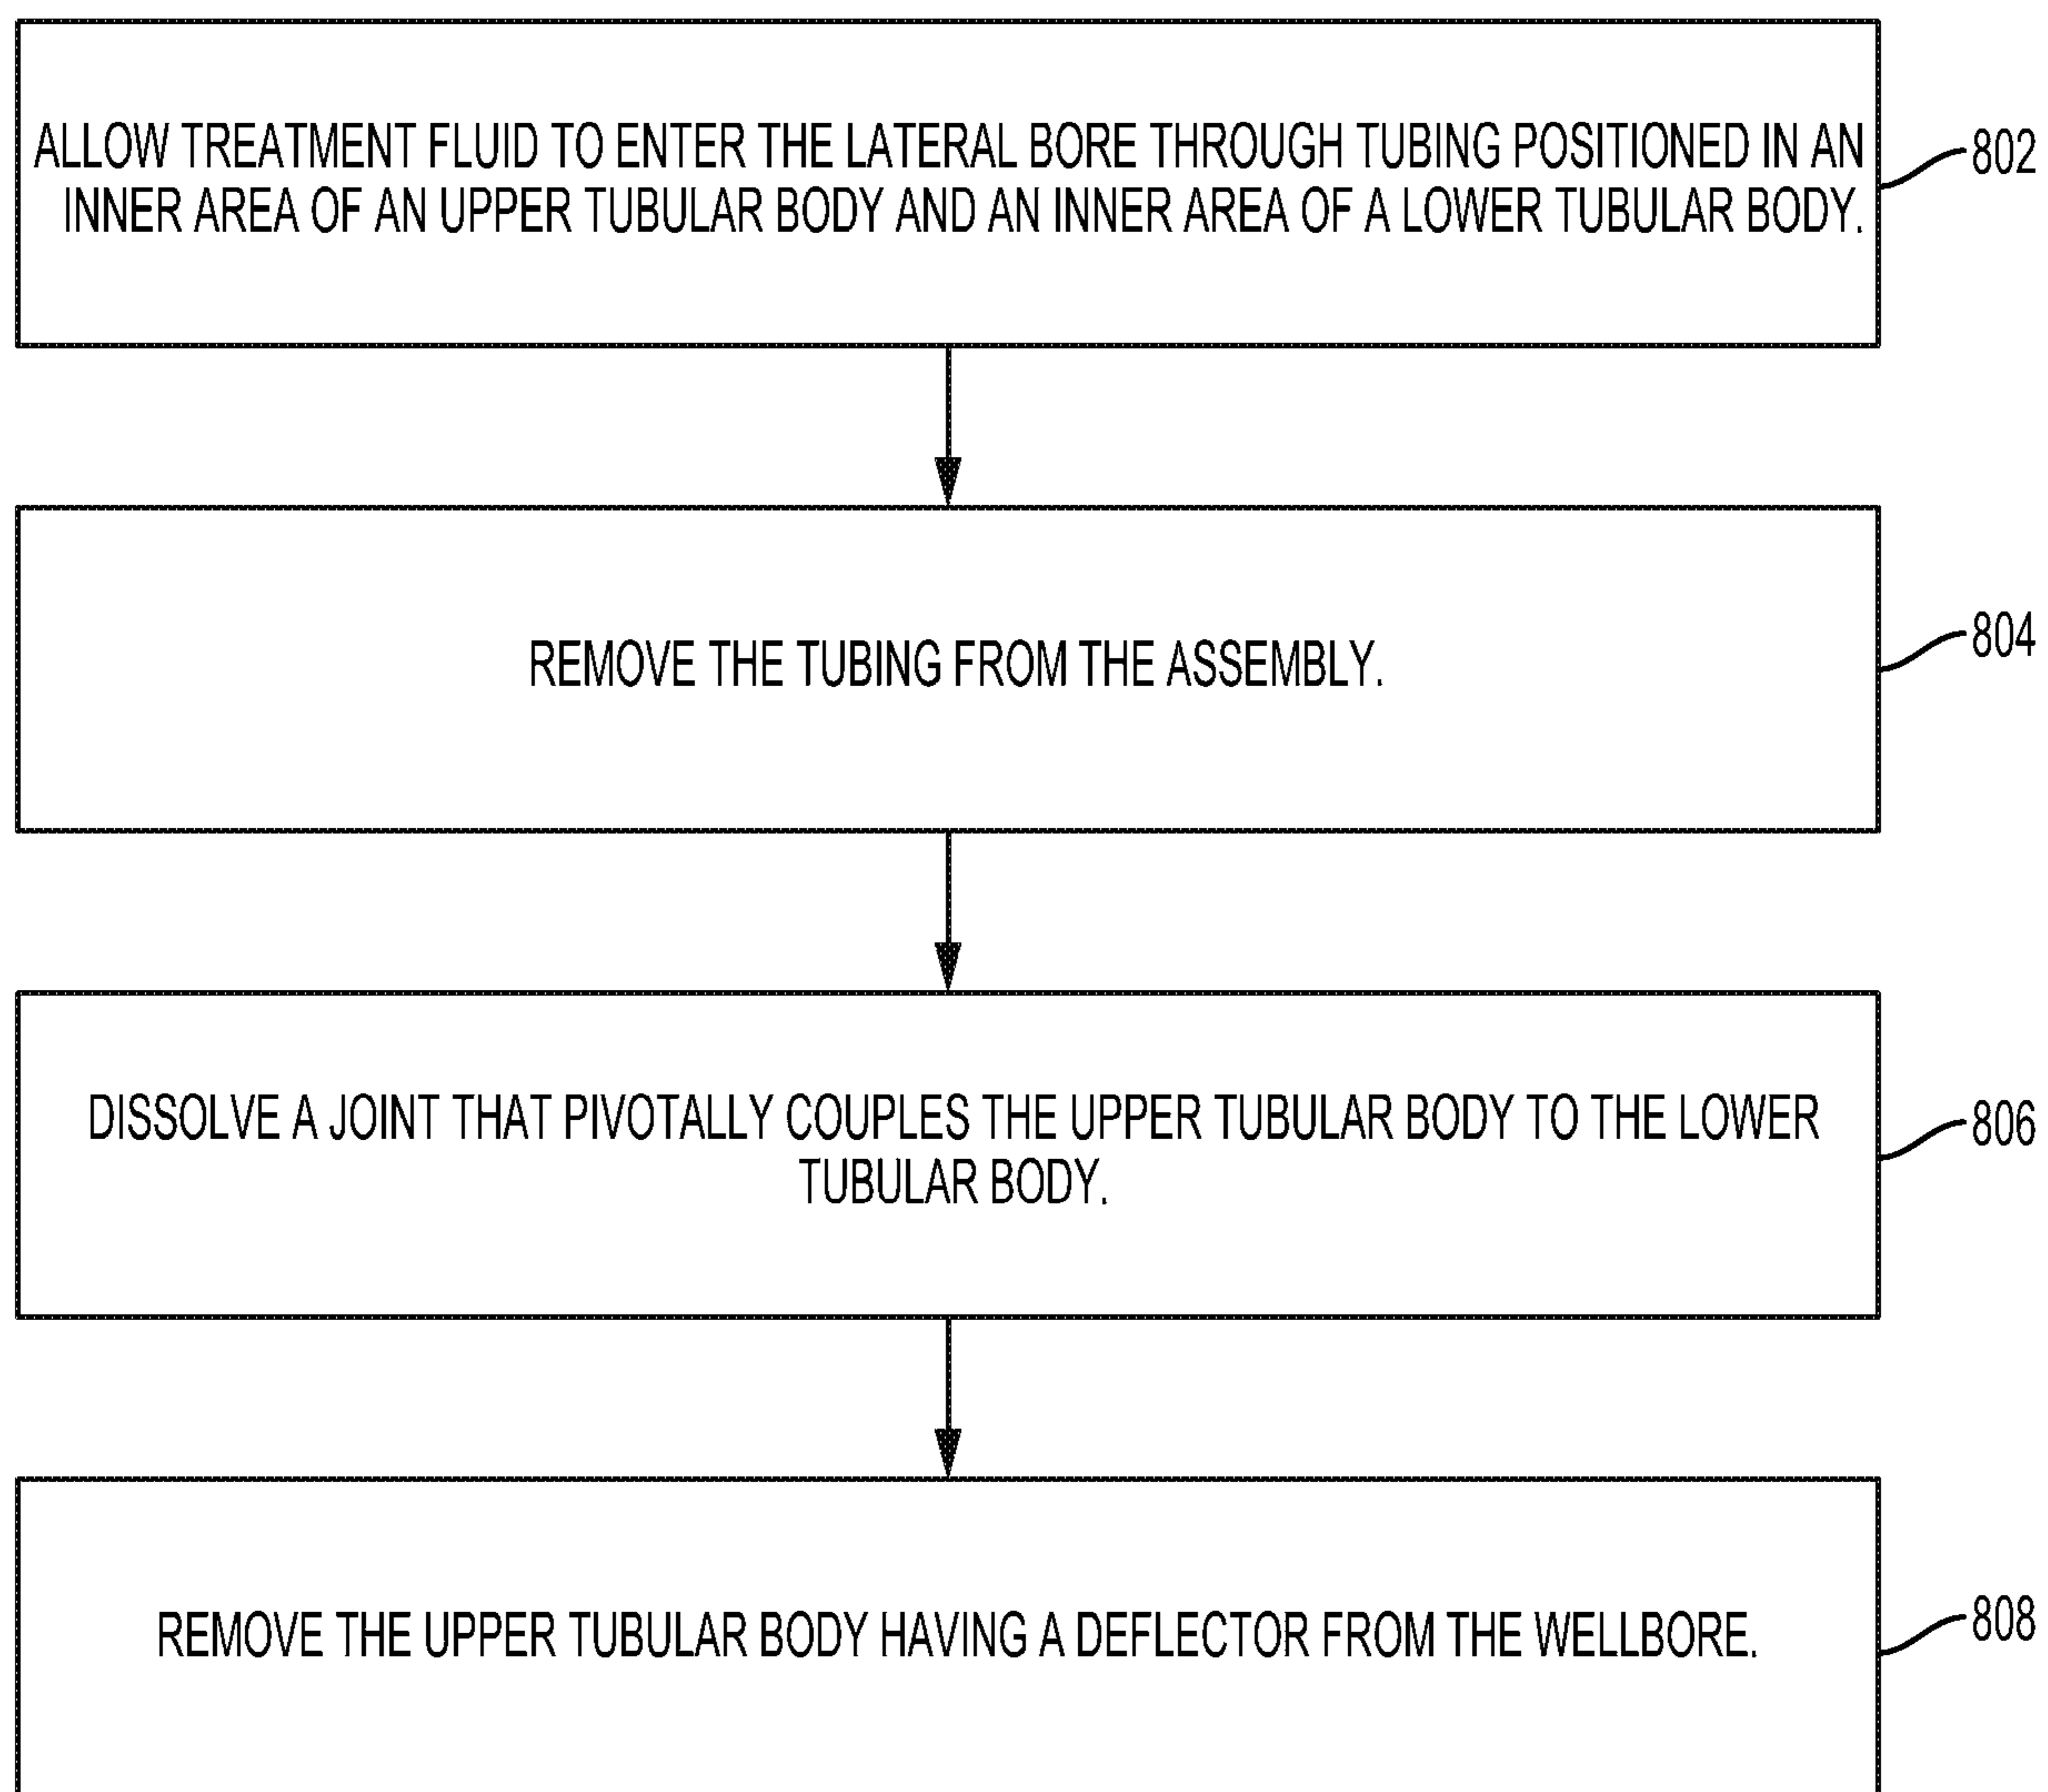 ALLOW TREATMENT FLUID TO ENTER THE LATERAL BORE THROUGH TUBING POSITIONED IN AN
INNER AREA OF AN UPPER TUBULAR BODY AND AN INNER AREA OF A LOWER TUBULAR BODY.
802
REMOVE THE TUBING FROM THE ASSEMBLY.
804
DISSOLVE A JOINT THAT PIVOTALLY COUPLES THE UPPER TUBULAR BODY TO THE LOWER
TUBULAR BODY.
806
REMOVE THE UPPER TUBULAR BODY HAVING A DEFLECTOR FROM THE WELLBORE.
808